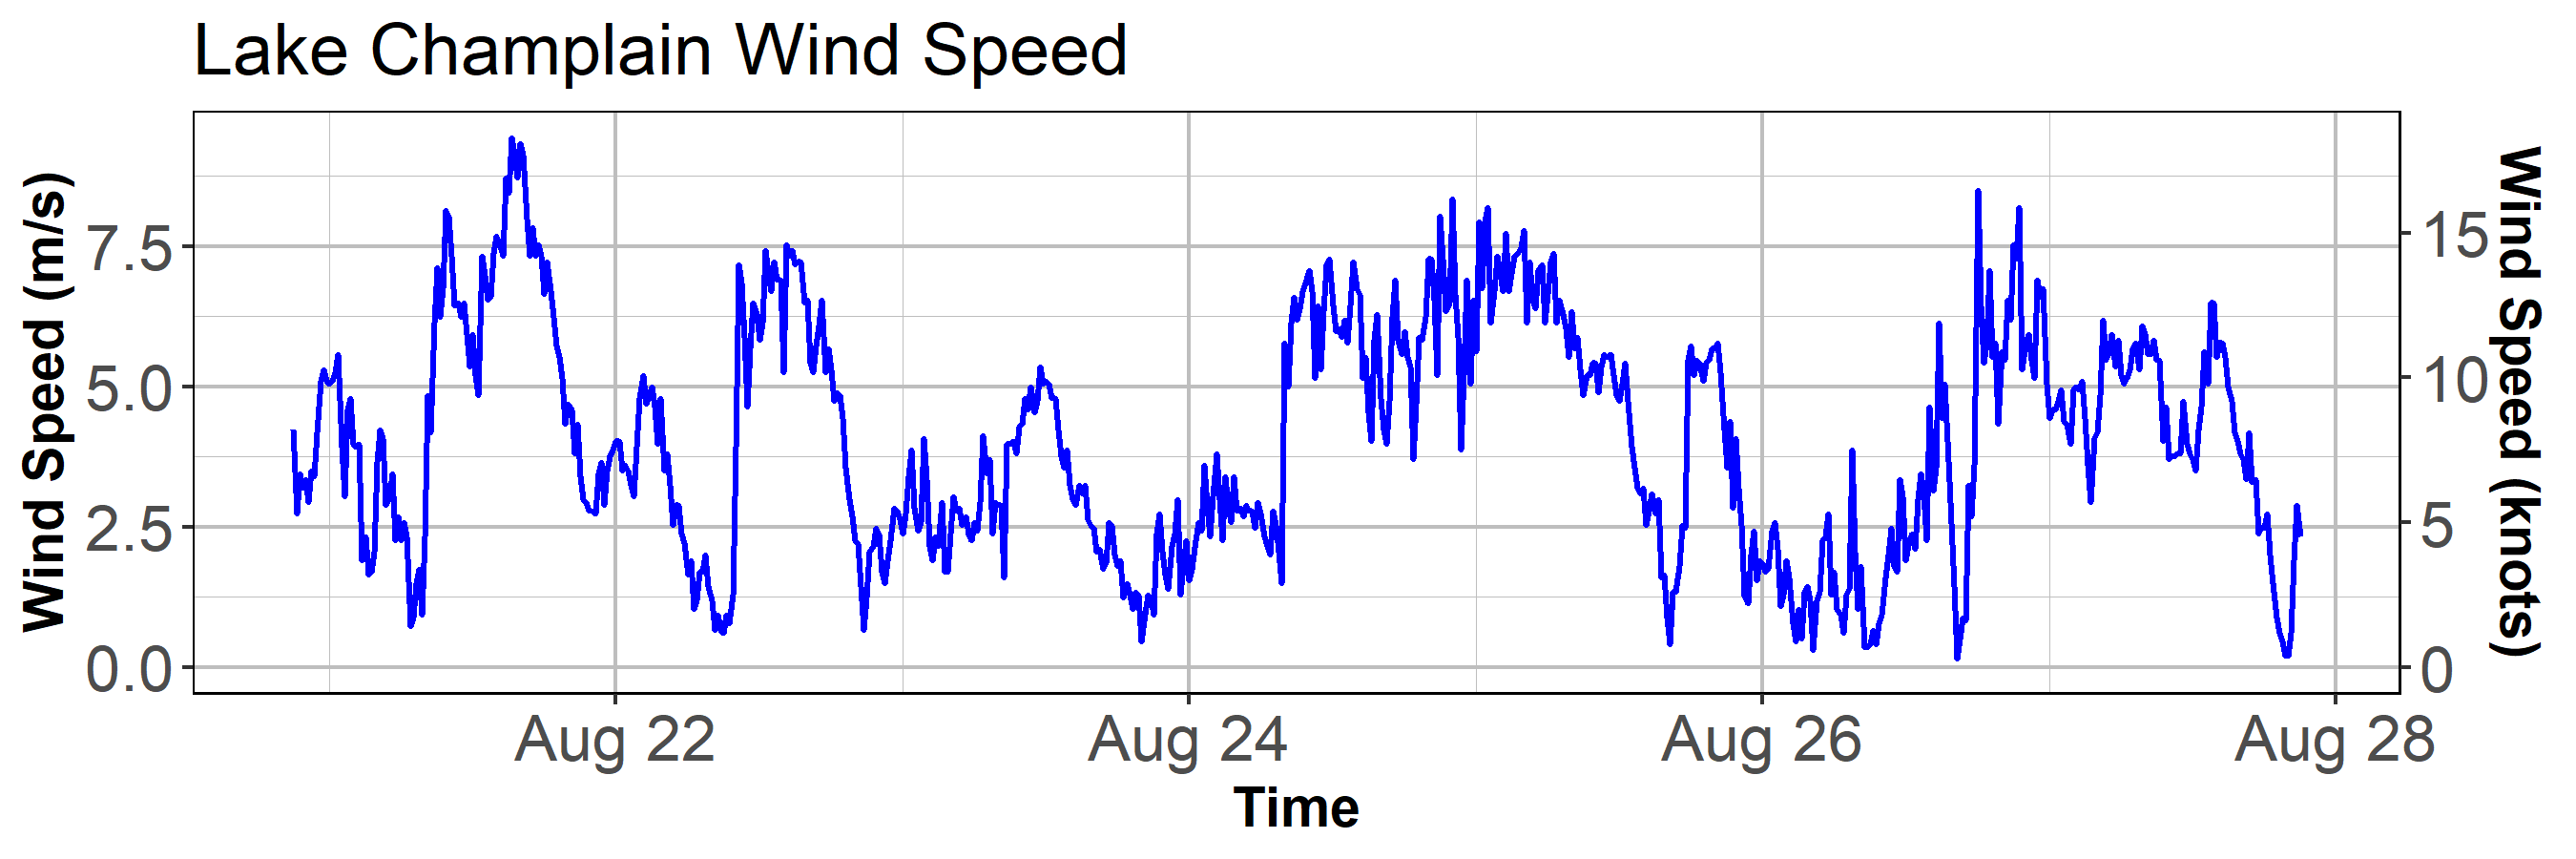 Lake Champlain Wind Speed
Wind Speed (m/s)
7.5
5.0
2.5
0.0
15
10
5
0
Wind Speed (knots)
Aug 22
Aug 24
Aug 26
Aug 28
Time